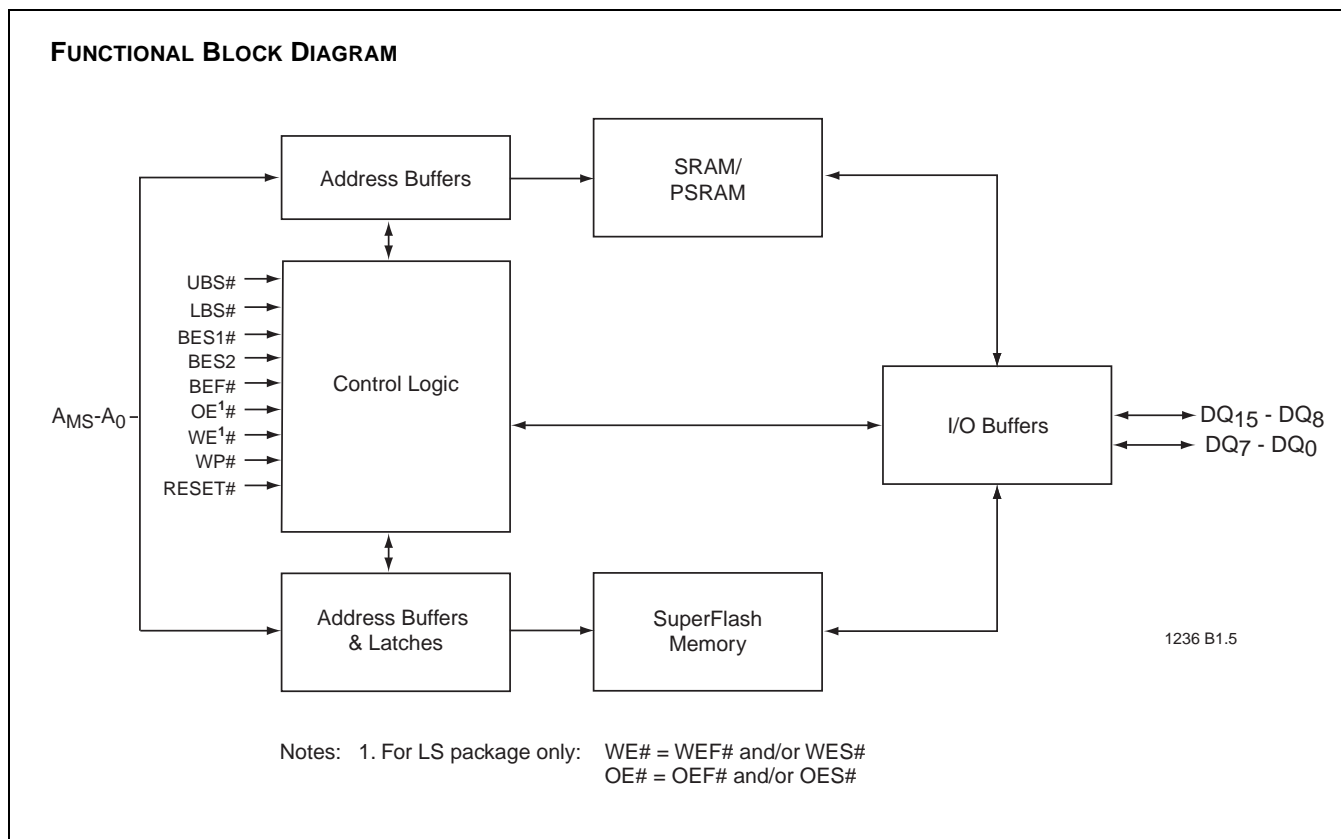 FUNCTIONAL BLOCK DIAGRAM
Address Buffers
SRAM/
PSRAM
UBS#
LBS#
BES1#
BES2
BEF#
OE¹#
WE¹#
WP#
RESET#
Control Logic
AMS-A0
I/O Buffers
DQ15 - DQ8
DQ7 - DQ0
Address Buffers
& Latches
SuperFlash
Memory
1236 B1.5
Notes: 1. For LS package only: WE# = WEF# and/or WES#
OE# = OEF# and/or OES#